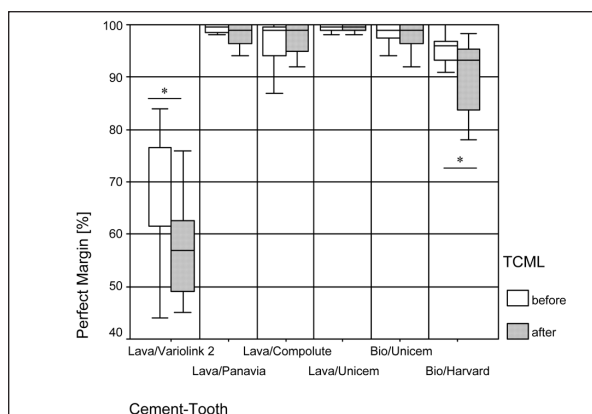 100
90
80
70
60
50
40
Perfect Margin [%]
*
*
TCML
before
after
Lava/Variolink 2
Lava/Compolute
Bio/Unicem
Lava/Panavia
Lava/Unicem
Bio/Harvard
Cement-Tooth